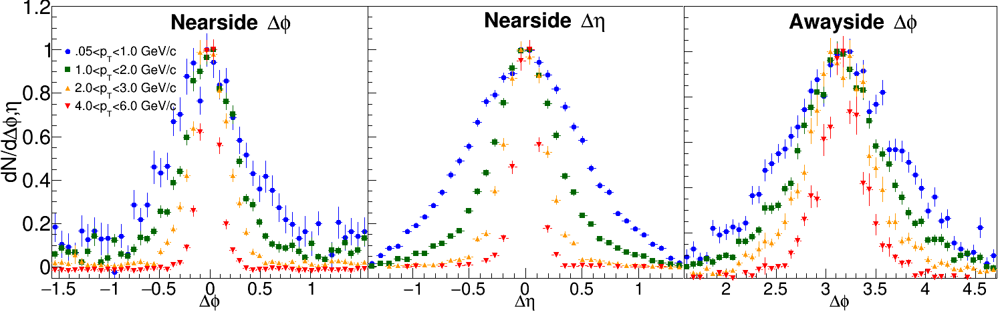 1.2
1
0.8
0.6
0.4
0.2
0
dN/dΔφ,η
Nearside Δφ
.05<p_T<1.0 GeV/c
1.0<p_T<2.0 GeV/c
2.0<p_T<3.0 GeV/c
4.0<p_T<6.0 GeV/c
−1.5 −1 −0.5 0 0.5 1
Δφ
Nearside Δη
−1 −0.5 0 0.5 1
Δη
Awayside Δφ
2 2.5 3 3.5 4 4.5
Δφ